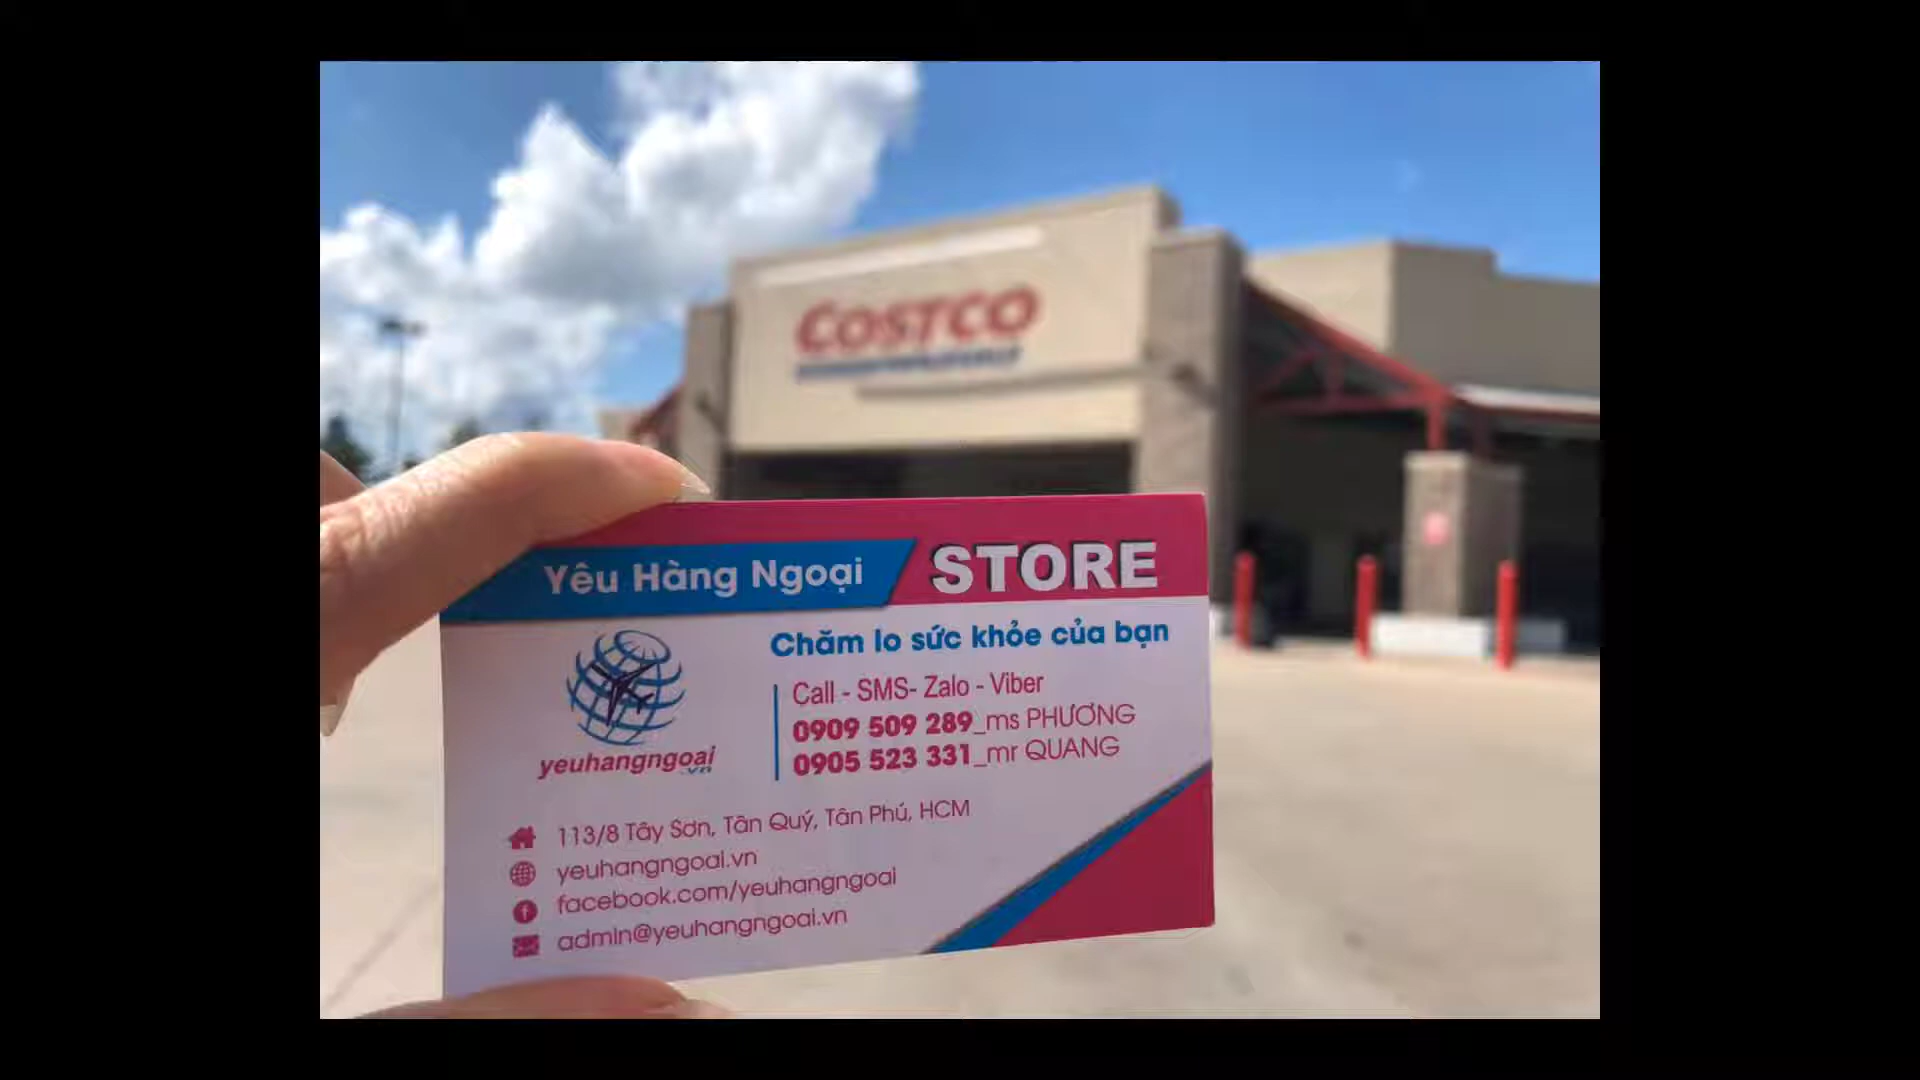 COSTCO
Yêu Hàng Ngoại STORE
Chăm lo sức khỏe của bạn
Call - SMS- Zalo - Viber
0909 509 289_ms PHƯƠNG
0905 523 331_mr QUANG
yeuhangngoai
.vn
113/8 Tây Sơn, Tân Quý, Tân Phú, HCM
yeuhangngoai.vn
facebook.com/yeuhangngoai
admin@yeuhangngoai.vn